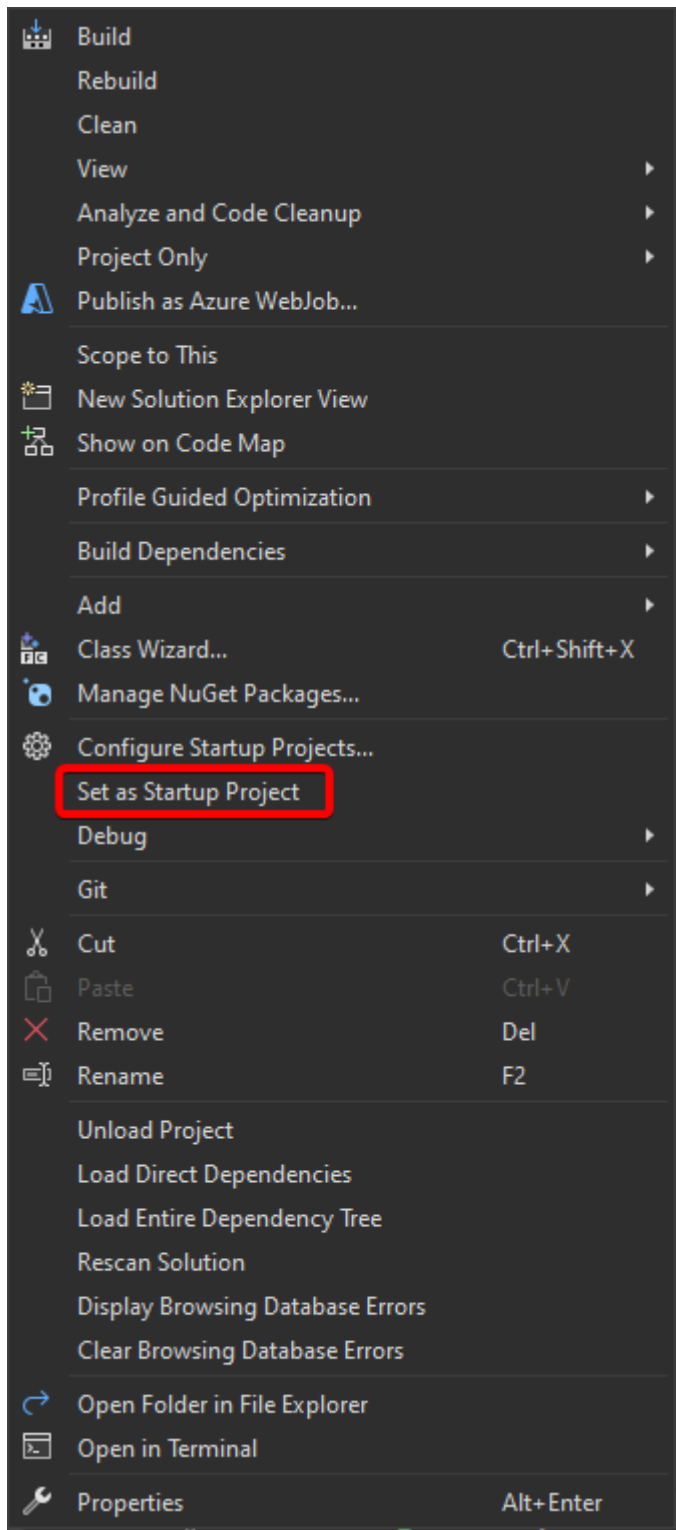 Build
Rebuild
Clean
View
Analyze and Code Cleanup
Project Only
Publish as Azure WebJob...
Scope to This
New Solution Explorer View
Show on Code Map
Profile Guided Optimization
Build Dependencies
Add
Class Wizard... Ctrl+Shift+X
Manage NuGet Packages...
Configure Startup Projects...
Set as Startup Project
Debug
Git
Cut Ctrl+X
Paste Ctrl+V
Remove Del
Rename F2
Unload Project
Load Direct Dependencies
Load Entire Dependency Tree
Rescan Solution
Display Browsing Database Errors
Clear Browsing Database Errors
Open Folder in File Explorer
Open in Terminal
Properties Alt+Enter